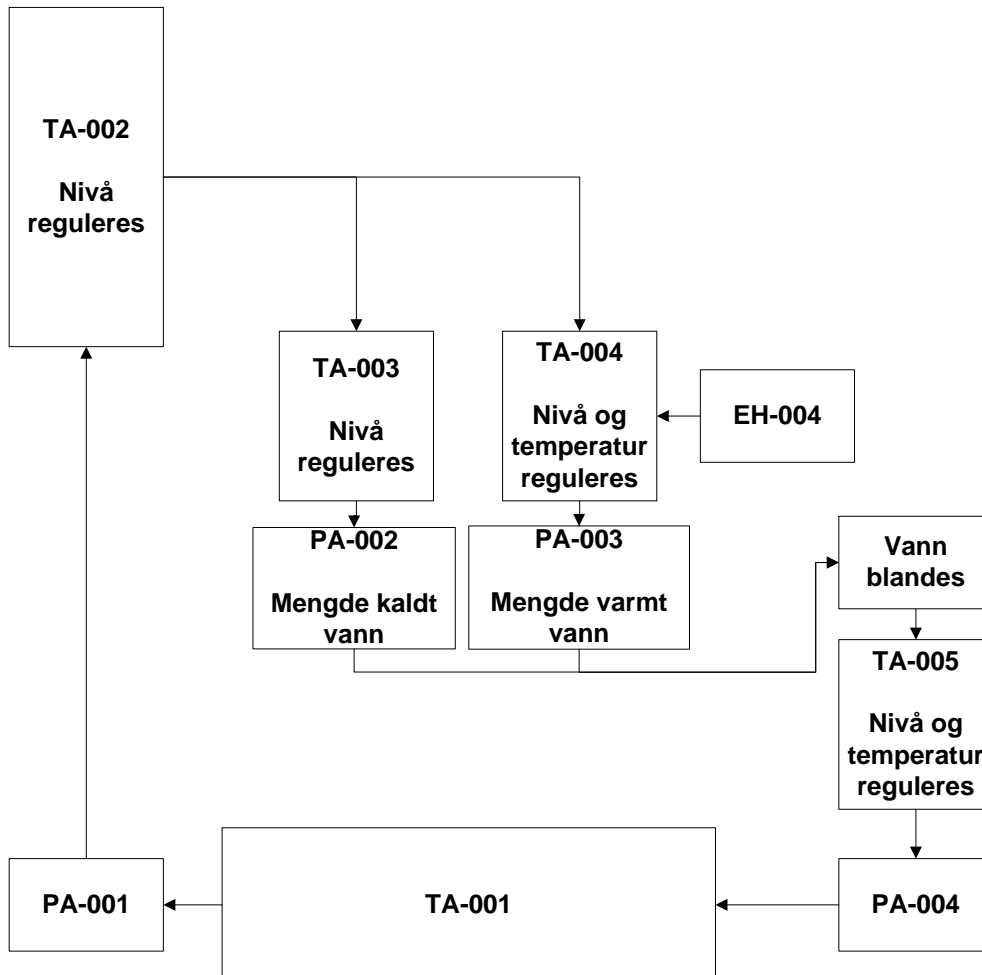 TA-002
Nivå
reguleres
TA-003
Nivå
reguleres
TA-004
Nivå og
temperatur
reguleres
EH-004
PA-002
Mengde kaldt
vann
PA-003
Mengde varmt
vann
Vann
blandes
TA-005
Nivå og
temperatur
reguleres
PA-001
TA-001
PA-004